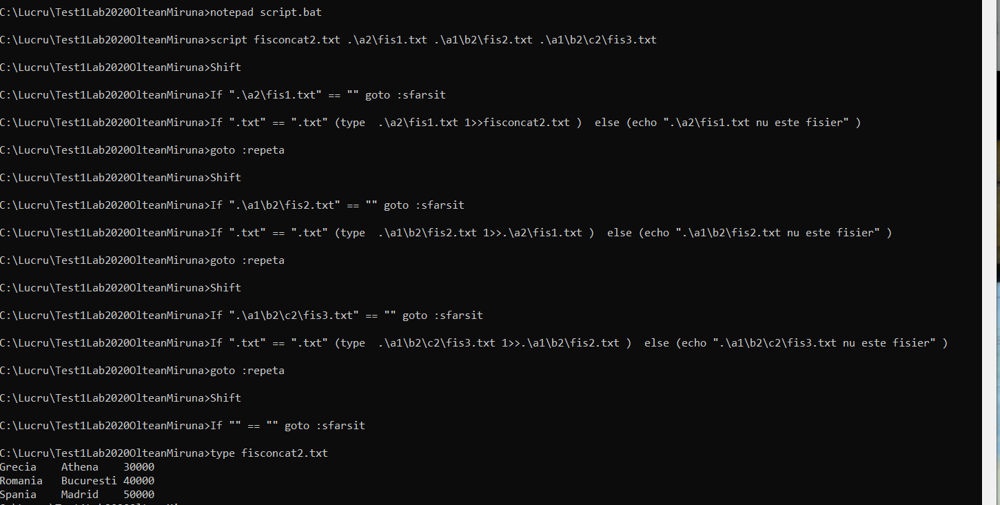 C:\Lucru\Test1Lab2020OlteanMiruna>notepad script.bat
C:\Lucru\Test1Lab2020OlteanMiruna>script fisconcat2.txt .\a2\fis1.txt .\a1\b2\fis2.txt .\a1\b2\c2\fis3.txt
C:\Lucru\Test1Lab2020OlteanMiruna>Shift
C:\Lucru\Test1Lab2020OlteanMiruna>If ".\a2\fis1.txt" == "" goto :sfarsit
C:\Lucru\Test1Lab2020OlteanMiruna>If ".txt" == ".txt" (type  .\a2\fis1.txt 1>>fisconcat2.txt )  else (echo ".\a2\fis1.txt nu este fisier" )
C:\Lucru\Test1Lab2020OlteanMiruna>goto :repeta
C:\Lucru\Test1Lab2020OlteanMiruna>Shift
C:\Lucru\Test1Lab2020OlteanMiruna>If ".\a1\b2\fis2.txt" == "" goto :sfarsit
C:\Lucru\Test1Lab2020OlteanMiruna>If ".txt" == ".txt" (type  .\a1\b2\fis2.txt 1>>.\a2\fis1.txt )  else (echo ".\a1\b2\fis2.txt nu este fisier" )
C:\Lucru\Test1Lab2020OlteanMiruna>goto :repeta
C:\Lucru\Test1Lab2020OlteanMiruna>Shift
C:\Lucru\Test1Lab2020OlteanMiruna>If ".\a1\b2\c2\fis3.txt" == "" goto :sfarsit
C:\Lucru\Test1Lab2020OlteanMiruna>If ".txt" == ".txt" (type  .\a1\b2\c2\fis3.txt 1>>.\a1\b2\fis2.txt )  else (echo ".\a1\b2\c2\fis3.txt nu este fisier" )
C:\Lucru\Test1Lab2020OlteanMiruna>goto :repeta
C:\Lucru\Test1Lab2020OlteanMiruna>Shift
C:\Lucru\Test1Lab2020OlteanMiruna>If "" == "" goto :sfarsit
C:\Lucru\Test1Lab2020OlteanMiruna>type fisconcat2.txt
Grecia    Athena    30000
Romania   Bucuresti 40000
Spania    Madrid    50000